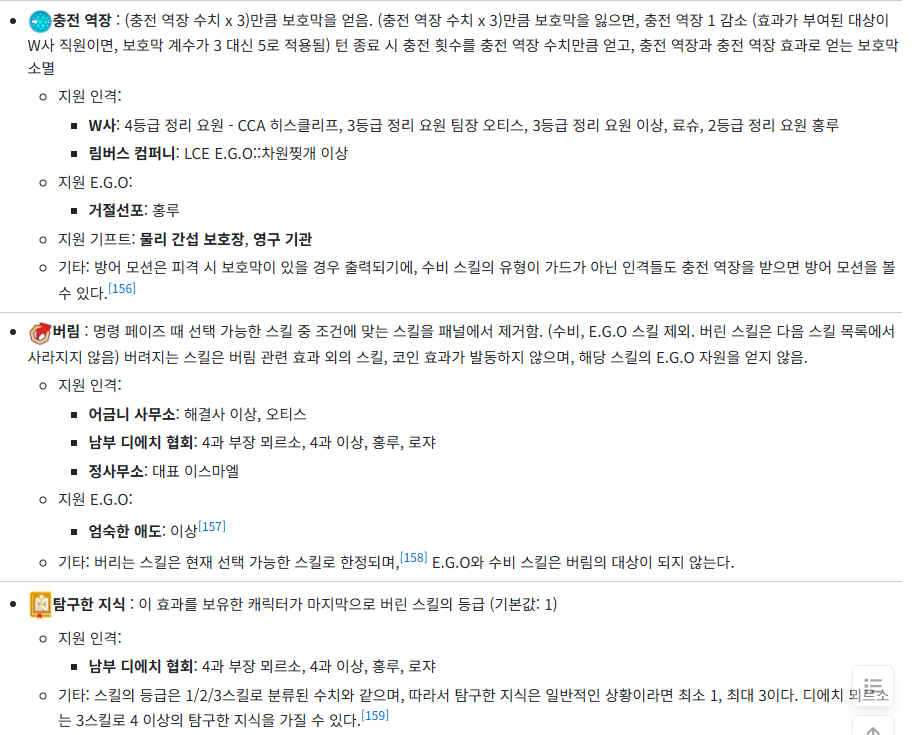 충전 역장 : (충전 역장 수치 x 3)만큼 보호막을 얻음. (충전 역장 수치 x 3)만큼 보호막을 잃으면, 충전 역장 1 감소 (효과가 부여된 대상이
W사 직원이면, 보호막 계수가 3 대신 5로 적용됨) 턴 종료 시 충전 횟수를 충전 역장 수치만큼 얻고, 충전 역장과 충전 역장 효과로 얻는 보호막
소멸
지원 인격:
W사: 4등급 정리 요원 - CCA 히스클리프, 3등급 정리 요원 팀장 오티스, 3등급 정리 요원 이상, 료슈, 2등급 정리 요원 홍루
림버스 컴퍼니: LCE E.G.O::차원찢개 이상
지원 E.G.O:
거절선포: 홍루
지원 기프트: 물리 간섭 보호장, 영구 기관
기타: 방어 모션은 피격 시 보호막이 있을 경우 출력되기에, 수비 스킬의 유형이 가드가 아닌 인격들도 충전 역장을 받으면 방어 모션을 볼
수 있다.[156]
버림 : 명령 페이즈 때 선택 가능한 스킬 중 조건에 맞는 스킬을 패널에서 제거함. (수비, E.G.O 스킬 제외. 버린 스킬은 다음 스킬 목록에서
사라지지 않음) 버려지는 스킬은 버림 관련 효과 외의 스킬, 코인 효과가 발동하지 않으며, 해당 스킬의 E.G.O 자원을 얻지 않음.
지원 인격:
어금니 사무소: 해결사 이상, 오티스
남부 디에치 협회: 4과 부장 뫼르소, 4과 이상, 홍루, 로쟈
정사무소: 대표 이스마엘
지원 E.G.O:
엄숙한 애도: 이상[157]
기타: 버리는 스킬은 현재 선택 가능한 스킬로 한정되며,[158] E.G.O와 수비 스킬은 버림의 대상이 되지 않는다.
탐구한 지식 : 이 효과를 보유한 캐릭터가 마지막으로 버린 스킬의 등급 (기본값: 1)
지원 인격:
남부 디에치 협회: 4과 부장 뫼르소, 4과 이상, 홍루, 로쟈
기타: 스킬의 등급은 1/2/3스킬로 분류된 수치와 같으며, 따라서 탐구한 지식은 일반적인 상황이라면 최소 1, 최대 3이다. 디에치 뫼르소
는 3스킬로 4 이상의 탐구한 지식을 가질 수 있다.[159]